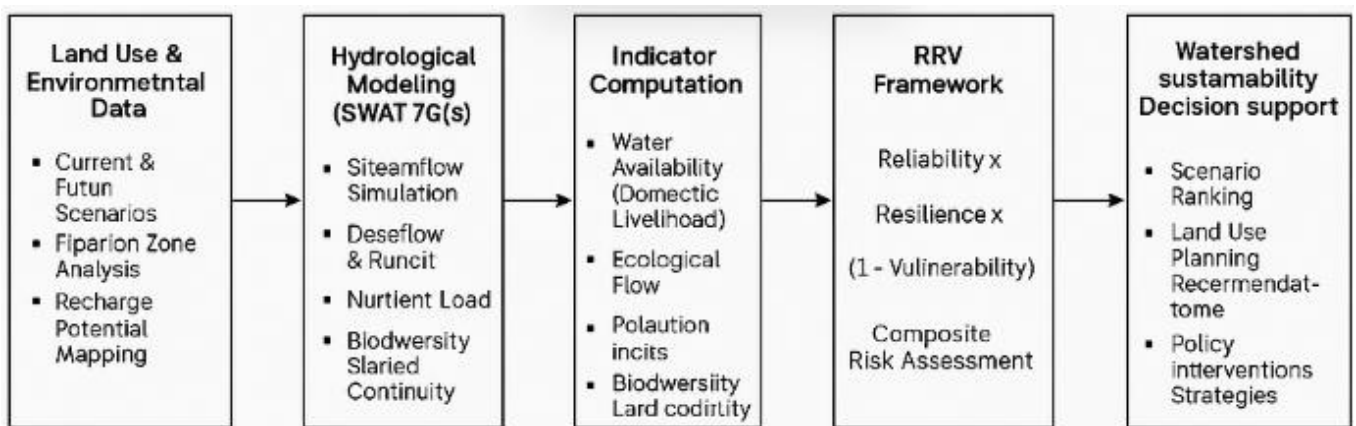 Land Use &
Environmetntal
Data
▪ Current &
Futun
Scenarios
▪ Fiparion Zone
Analysis
▪ Recharge
Potential
Mapping
Hydrological
Modeling
(SWAT 7G(s)
▪ Siteamflow
Simulation
▪ Deseflow
& Runcit
▪ Nurtient Load
▪ Biodwersity
Slaried
Continuity
Indicator
Computation
▪ Water
Availability
(Domectic
Livelihoad)
▪ Ecological
Flow
▪ Polaution
incits
▪ Biodwersiity
Lard codirlity
RRV
Framework
Reliability x
Resilience x
(1 - Vulinerability)
Composite
Risk Assessment
Watershed
sustamability
Decision support
▪ Scenario
Ranking
▪ Land Use
Planning
Recermendat-
tome
▪ Policy
intterventions
Strategies